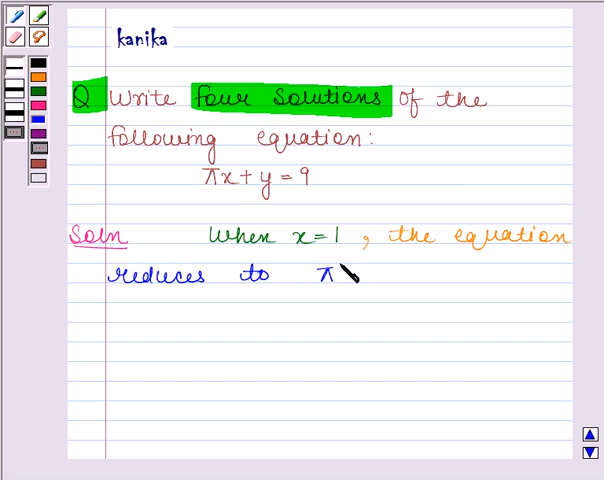 kanika
Q Write four solutions of the
following equation:
πx + y = 9
Soln When x = 1, the equation
reduces to π